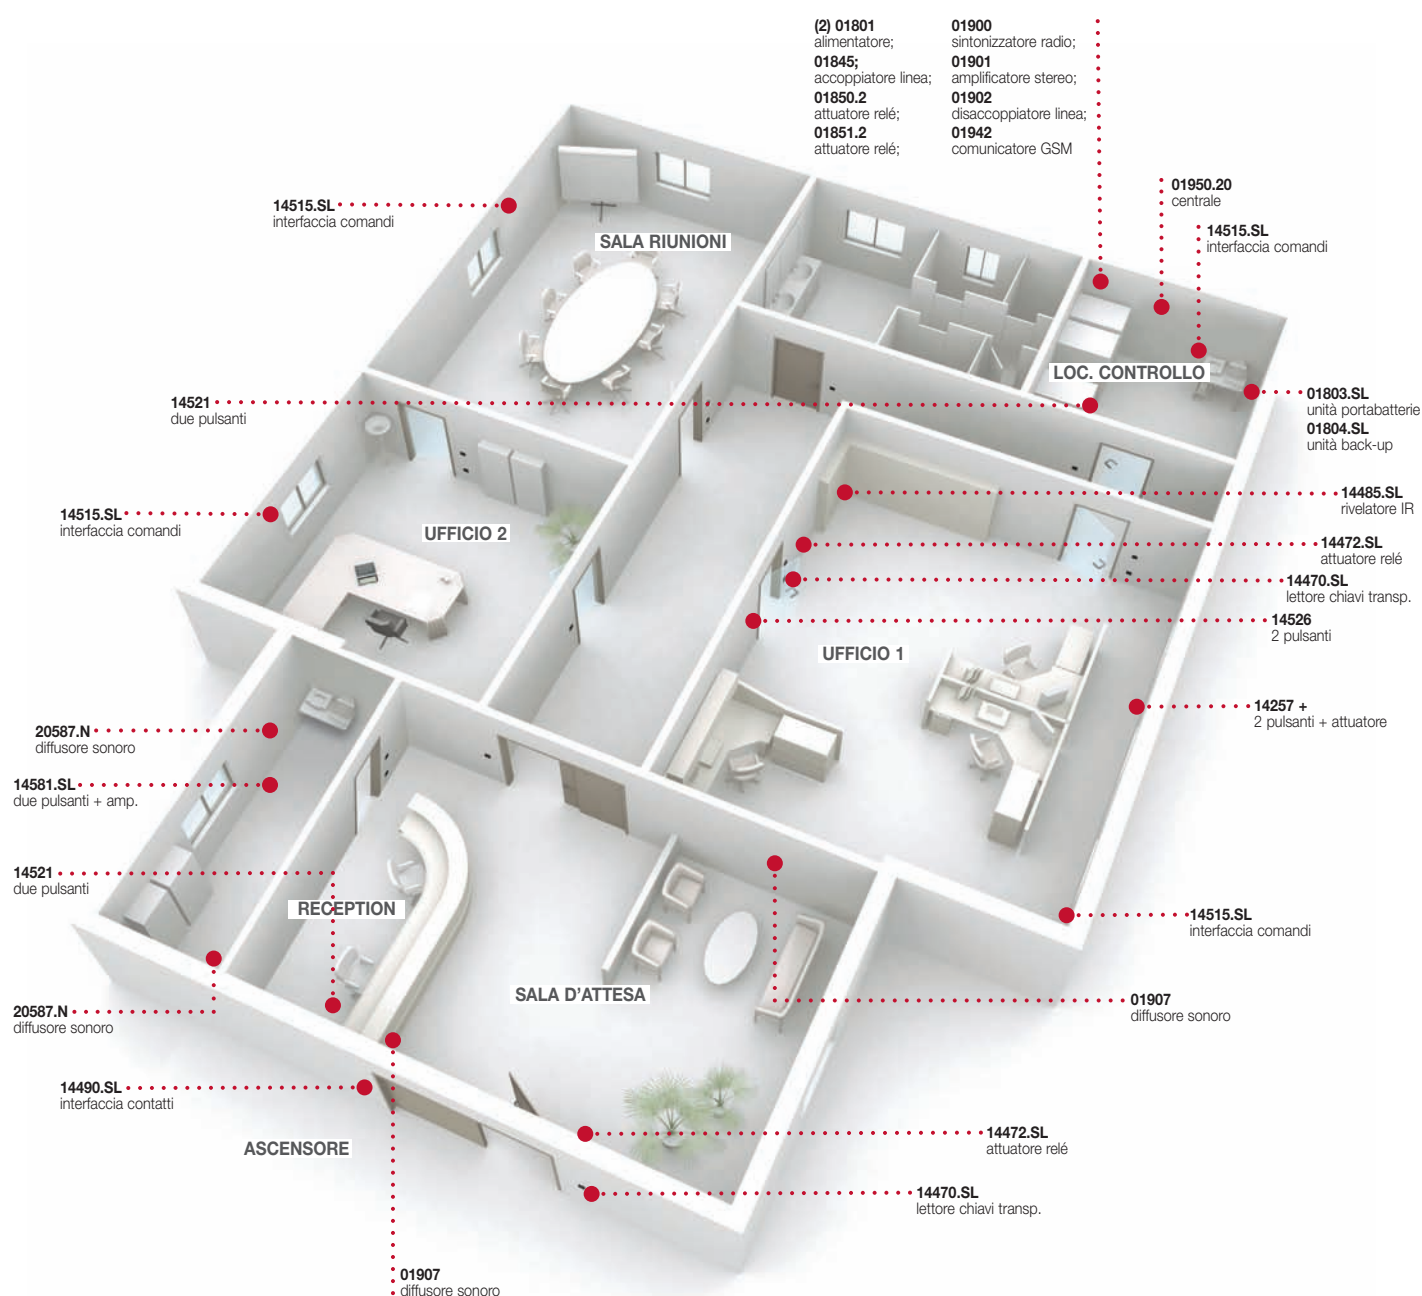 (2) 01801
alimentatore;
01845;
accoppiatore linea;
01850.2
attuatore relé;
01851.2
attuatore relé;
01900
sintonizzatore radio;
01901
amplificatore stereo;
01902
disaccoppiatore linea;
01942
comunicatore GSM
01950.20
centrale
14515.SL
interfaccia comandi
14515.SL
interfaccia comandi
SALA RIUNIONI
LOC. CONTROLLO
14521
due pulsanti
01803.SL
unità portabatterie
01804.SL
unità back-up
14485.SL
rivelatore IR
14515.SL
interfaccia comandi
UFFICIO 2
14472.SL
attuatore relé
14470.SL
lettore chiavi transp.
14526
2 pulsanti
UFFICIO 1
14257 +
2 pulsanti + attuatore
20587.N
diffusore sonoro
14581.SL
due pulsanti + amp.
14521
due pulsanti
RECEPTION
14515.SL
interfaccia comandi
SALA D'ATTESA
01907
diffusore sonoro
20587.N
diffusore sonoro
14490.SL
interfaccia contatti
ASCENSORE
14472.SL
attuatore relé
14470.SL
lettore chiavi transp.
01907
diffusore sonoro